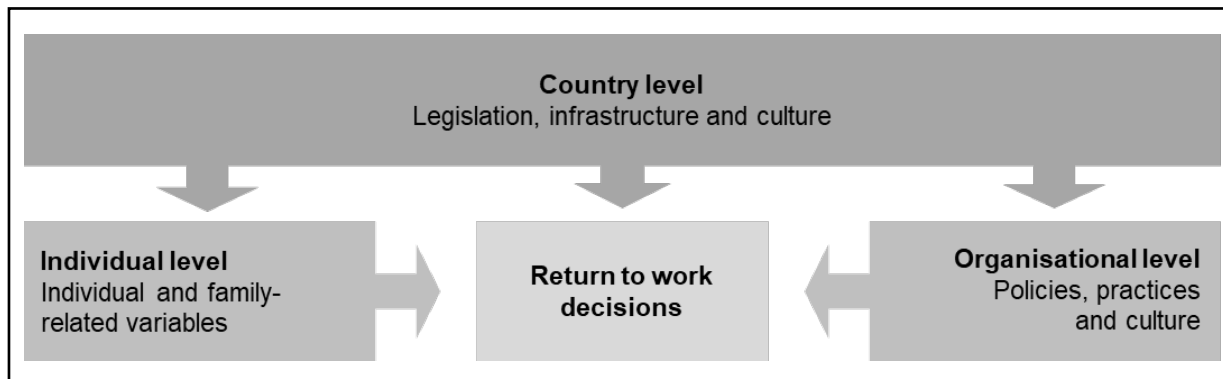 Country level
Legislation, infrastructure and culture
Individual level
Individual and family-
related variables
Return to work
decisions
Organisational level
Policies, practices
and culture